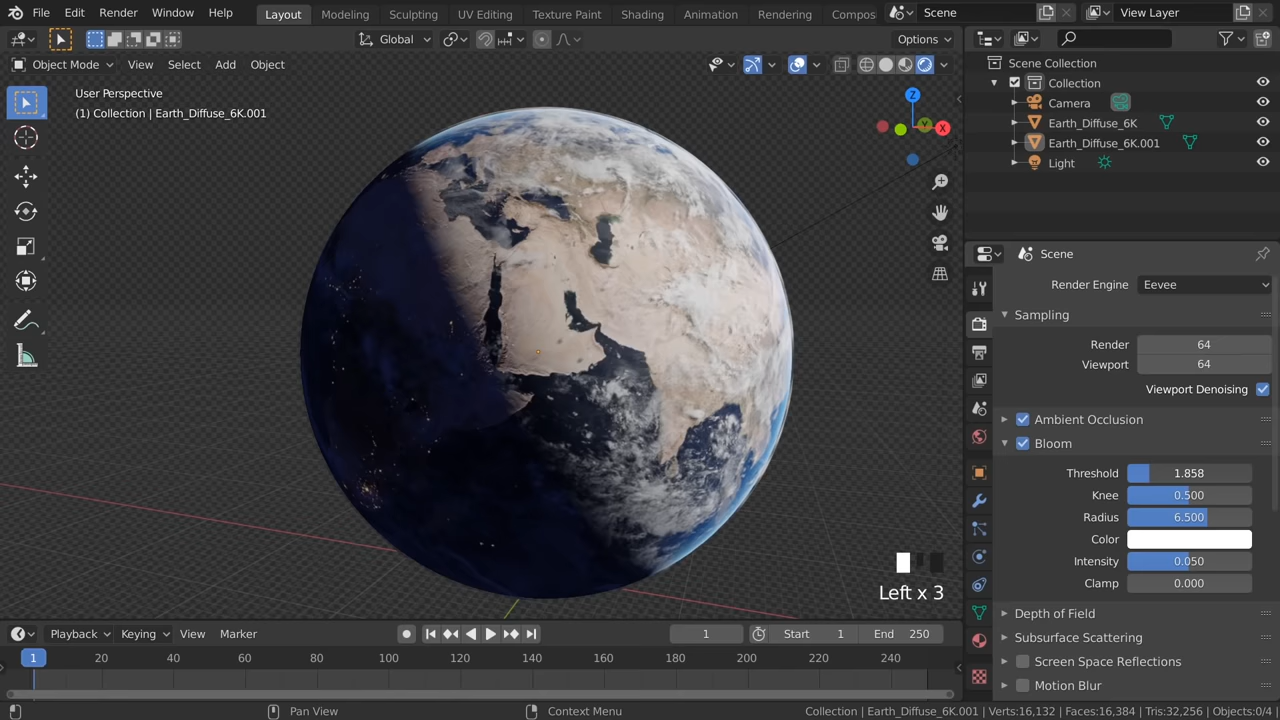 File Edit Render Window Help Layout Modeling Sculpting UV Editing Texture Paint Shading Animation Rendering Compos Scene View Layer
Global Options
Object Mode View Select Add Object
User Perspective
(1) Collection | Earth_Diffuse_6K.001
Z
Y
X
Left x 3
Scene Collection
Collection
Camera
Earth_Diffuse_6K
Earth_Diffuse_6K.001
Light
Scene
Render Engine Eevee
Sampling
Render 64
Viewport 64
Viewport Denoising
Ambient Occlusion
Bloom
Threshold 1.858
Knee 0.500
Radius 6.500
Color
Intensity 0.050
Clamp 0.000
Depth of Field
Subsurface Scattering
Screen Space Reflections
Motion Blur
Playback Keying View Marker 1 Start 1 End 250
1 20 40 60 80 100 120 140 160 180 200 220 240
Pan View Context Menu Collection | Earth_Diffuse_6K.001 | Verts:16,132 | Faces:16,384 | Tris:32,256 | Objects:0/4 |